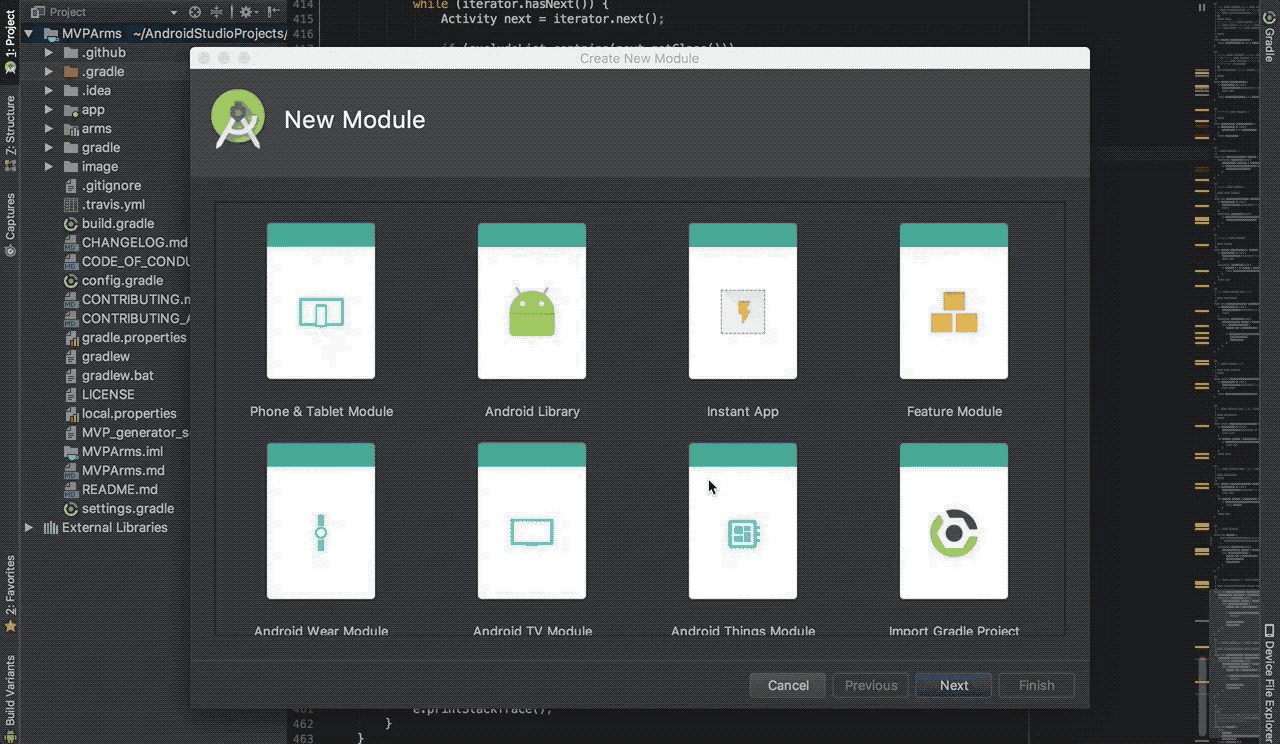 1: Project
Z: Structure
Captures
2: Favorites
Build Variants
Project
MVPArms ~/AndroidStudioProjects/
.github
.gradle
.idea
app
arms
gradle
image
.gitignore
.travis.yml
build.gradle
CHANGELOG.md
CODE_OF_CONDU
config.gradle
CONTRIBUTING.m
CONTRIBUTING_A
gradle.properties
gradlew
gradlew.bat
LICENSE
local.properties
MVP_generator_s
MVPArms.iml
MVPArms.md
README.md
settings.gradle
External Libraries
414 while (iterator.hasNext()) {
415 Activity next = iterator.next();
416
Create New Module
New Module
Phone & Tablet Module
Android Library
Instant App
Feature Module
Android Wear Module
Android TV Module
Android Things Module
Import Gradle Project
Cancel
Previous
Next
Finish
461 e.printStackTrace();
462 }
463 }
Gradle
Device File Explorer